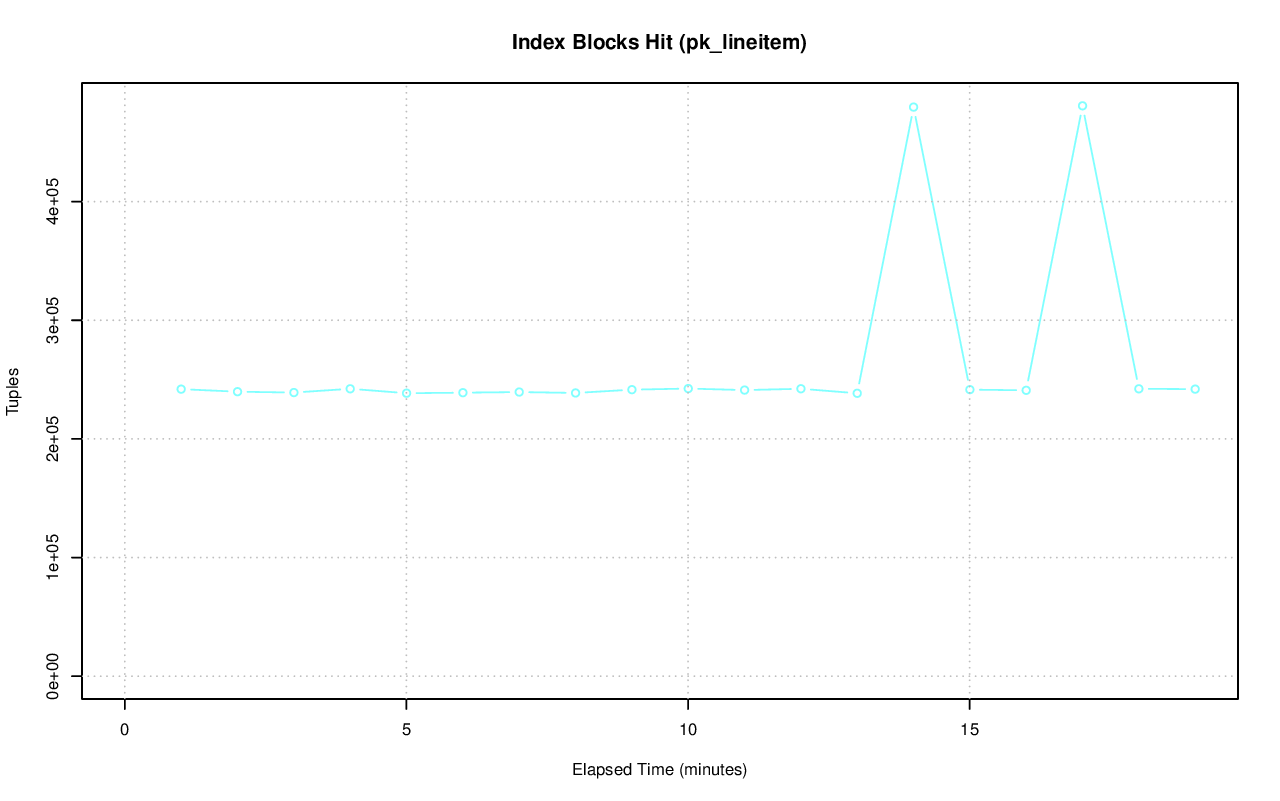 Index Blocks Hit (pk_lineitem)
Tuples
4e+05
3e+05
2e+05
1e+05
0e+00
0 5 10 15
Elapsed Time (minutes)